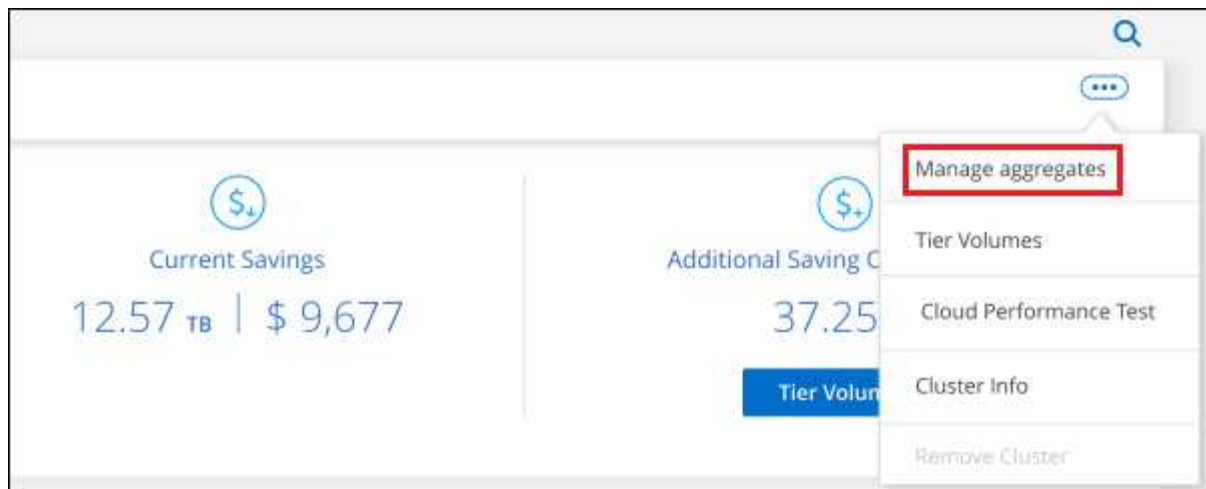 Manage aggregates
Current Savings
12.57 TB | $ 9,677
Additional Saving
37.25
Tier
Tier Volumes
Cloud Performance Test
Cluster Info
Remove Cluster